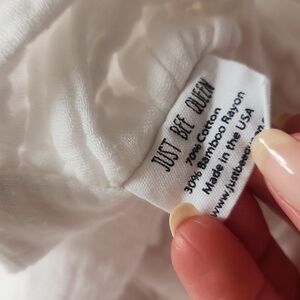 JUST BEE QUEEN
70% Cotton
30% Bamboo Rayon
Made in the USA